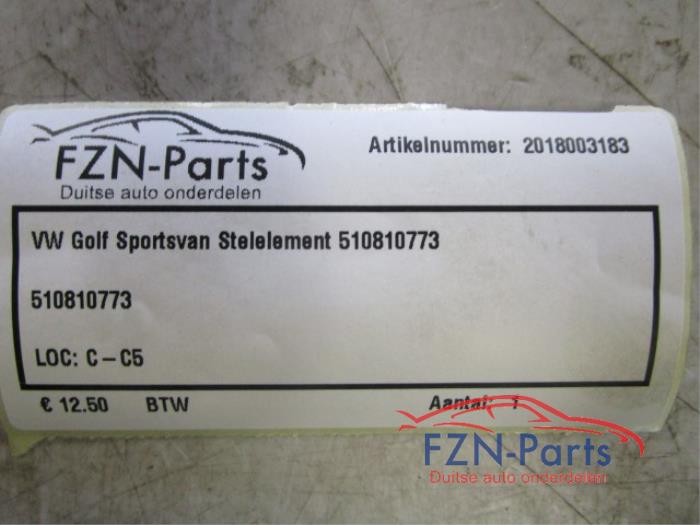 FZN-Parts
Duitse auto onderdelen
Artikelnummer: 2018003183
VW Golf Sportsvan Stelelement 510810773
510810773
LOC: C-C5
€ 12.50 BTW Aantal: 1
FZN-Parts
Duitse auto onderdelen